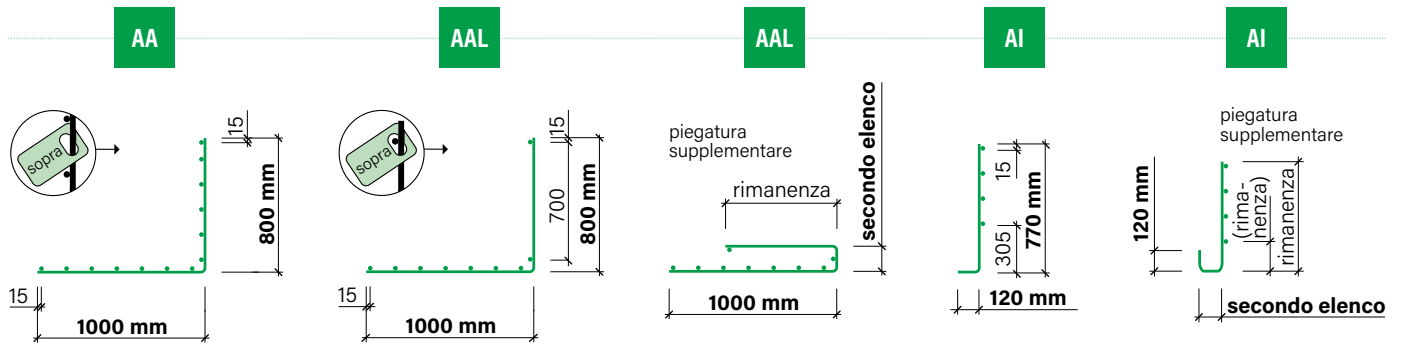 AA
AAL
AAL
AI
AI
sopra
15
800 mm
15
1000 mm
sopra
15
700
800 mm
15
1000 mm
piegatura
supplementare
rimanenza
secondo elenco
1000 mm
15
305
770 mm
120 mm
piegatura
supplementare
120 mm
(rima-
nenza)
rimanenza
secondo elenco